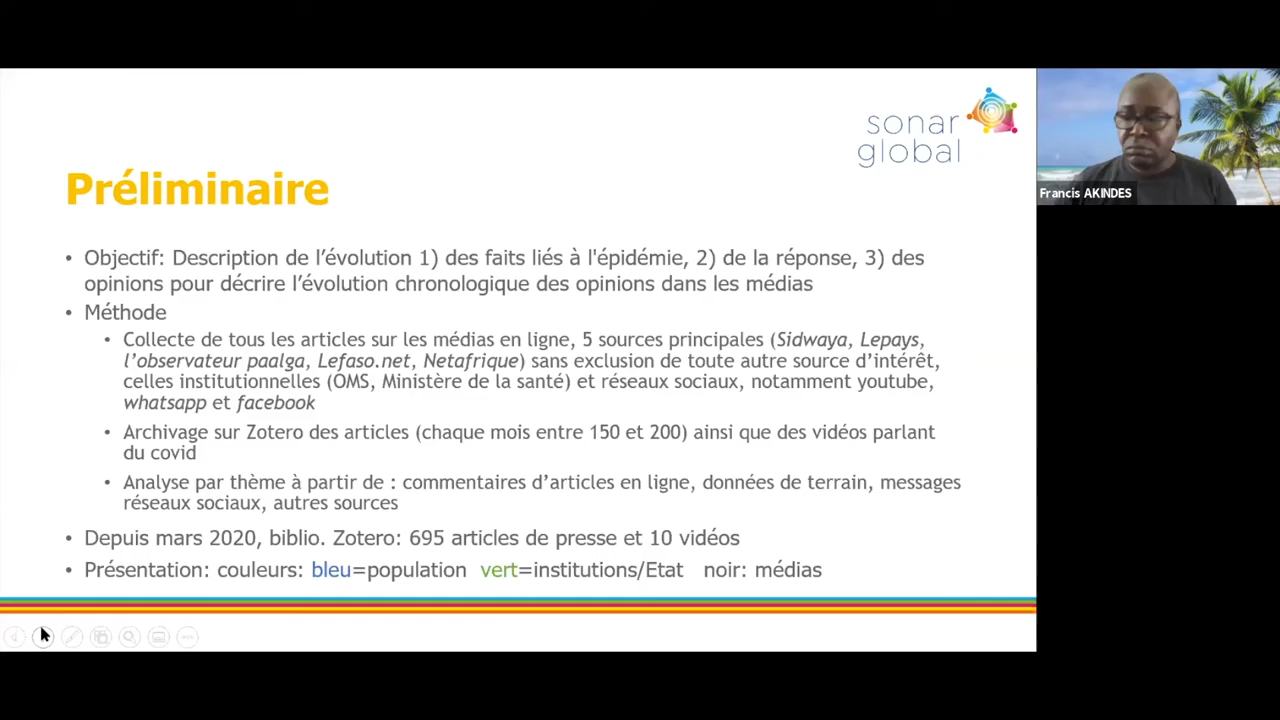 sonar
global
Préliminaire
• Objectif: Description de l’évolution 1) des faits liés à l'épidémie, 2) de la réponse, 3) des
opinions pour décrire l’évolution chronologique des opinions dans les médias
• Méthode
• Collecte de tous les articles sur les médias en ligne, 5 sources principales (Sidwaya, Lepays,
l’observateur paalga, Lefaso.net, Netafrique) sans exclusion de toute autre source d’intérêt,
celles institutionnelles (OMS, Ministère de la santé) et réseaux sociaux, notamment youtube,
whatsapp et facebook
• Archivage sur Zotero des articles (chaque mois entre 150 et 200) ainsi que des vidéos parlant
du covid
• Analyse par thème à partir de : commentaires d’articles en ligne, données de terrain, messages
réseaux sociaux, autres sources
• Depuis mars 2020, biblio. Zotero: 695 articles de presse et 10 vidéos
• Présentation: couleurs: bleu=population vert=institutions/Etat noir: médias
Francis AKINDES